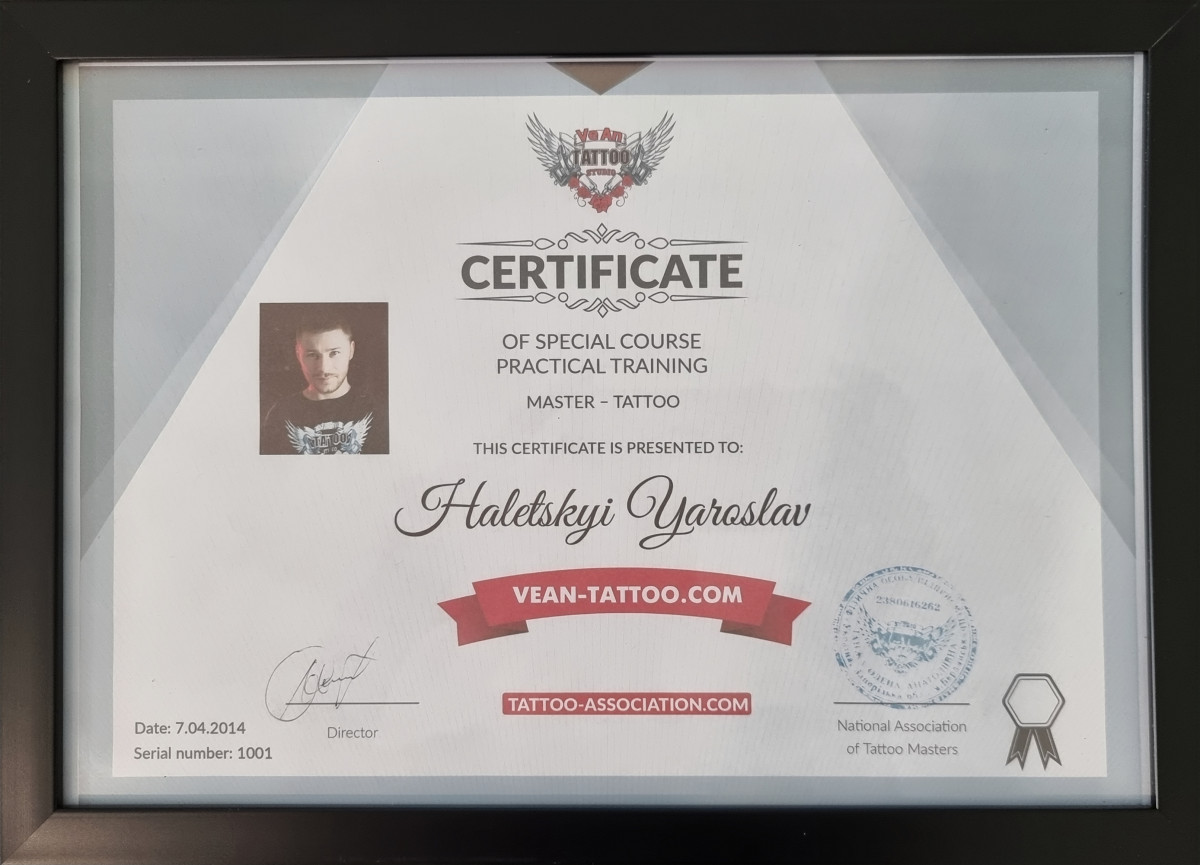 Ve An
TATTOO
STUDIO
CERTIFICATE
OF SPECIAL COURSE
PRACTICAL TRAINING
MASTER – TATTOO
THIS CERTIFICATE IS PRESENTED TO:
TATTOO
Haletskyi Yaroslav
VEAN-TATTOO.COM
2380616262
TATTOO-ASSOCIATION.COM
Date: 7.04.2014
Serial number: 1001
Director
National Association
of Tattoo Masters